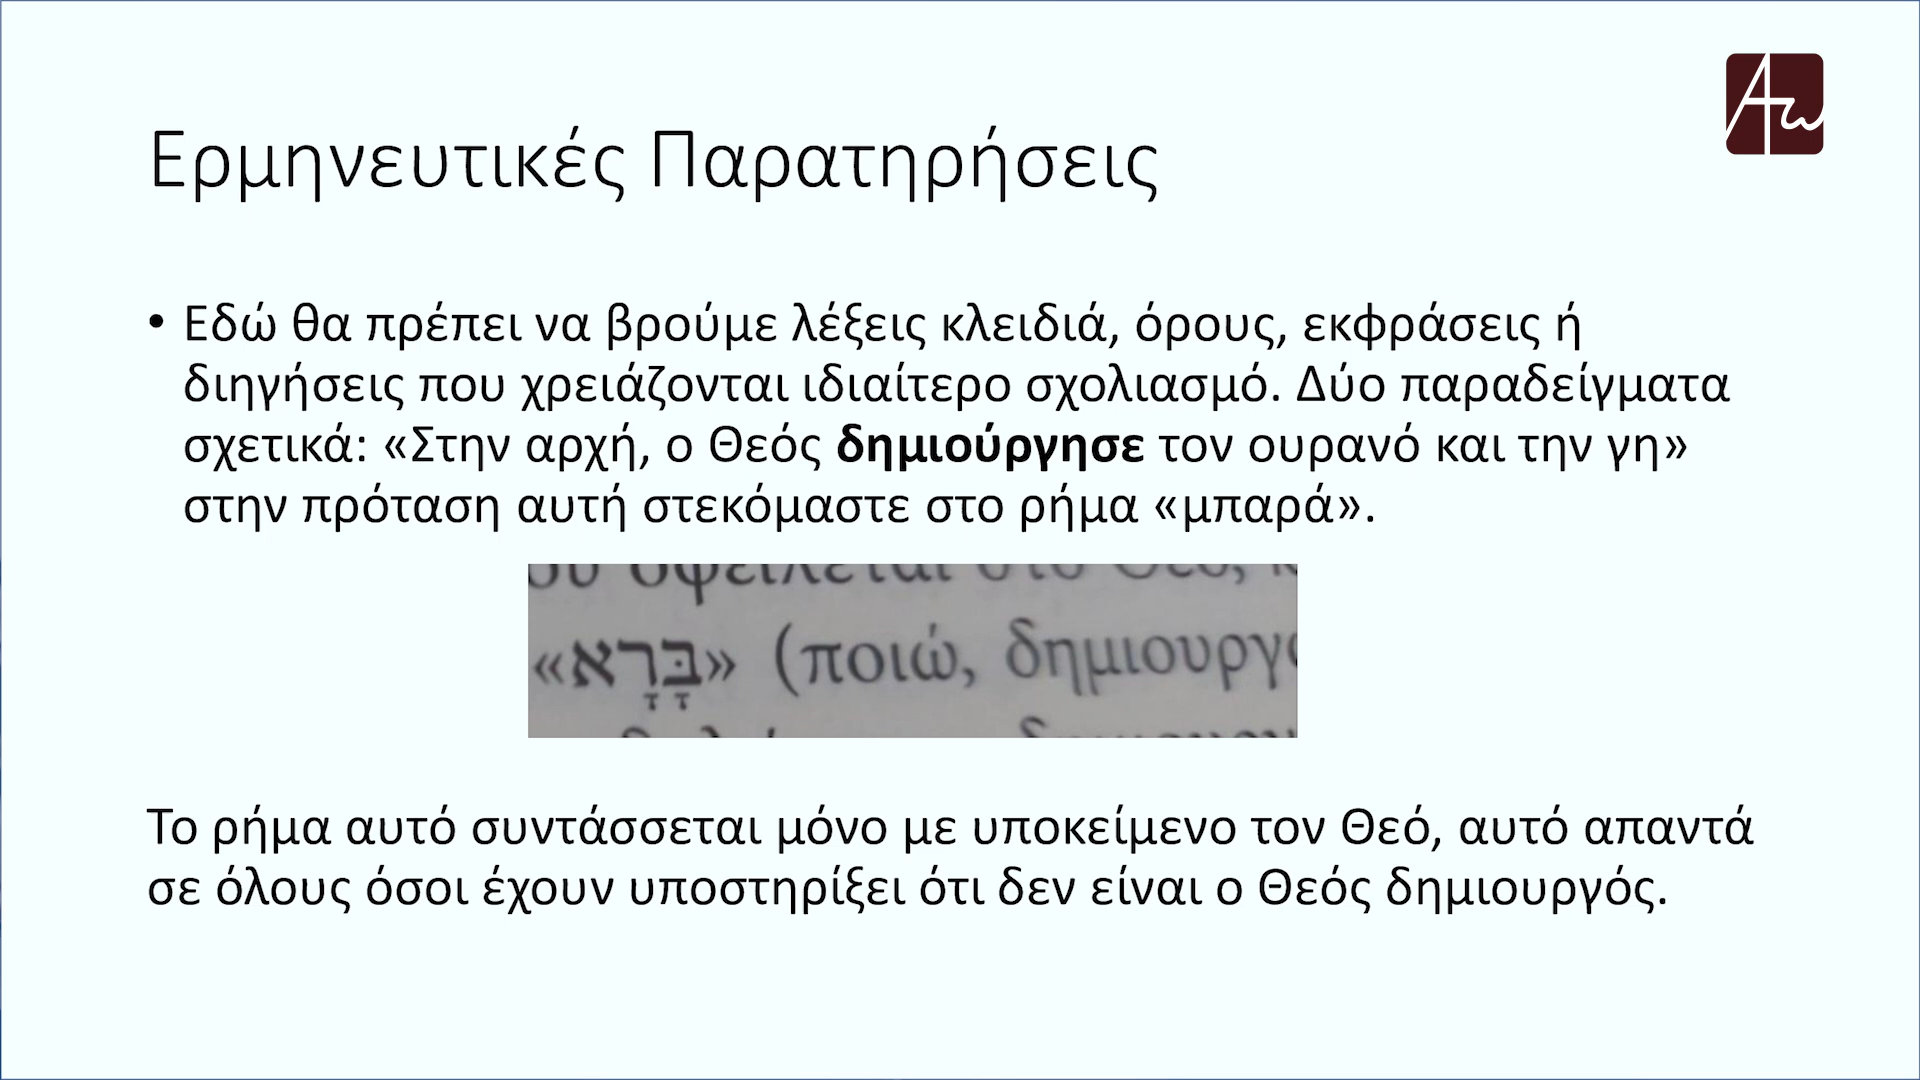 Ερμηνευτικές Παρατηρήσεις
• Εδώ θα πρέπει να βρούμε λέξεις κλειδιά, όρους, εκφράσεις ή
διηγήσεις που χρειάζονται ιδιαίτερο σχολιασμό. Δύο παραδείγματα
σχετικά: «Στην αρχή, ο Θεός δημιούργησε τον ουρανό και την γη»
στην πρόταση αυτή στεκόμαστε στο ρήμα «μπαρά».
«בָּרָא» (ποιώ, δημιουργ
Το ρήμα αυτό συντάσσεται μόνο με υποκείμενο τον Θεό, αυτό απαντά
σε όλους όσοι έχουν υποστηρίξει ότι δεν είναι ο Θεός δημιουργός.